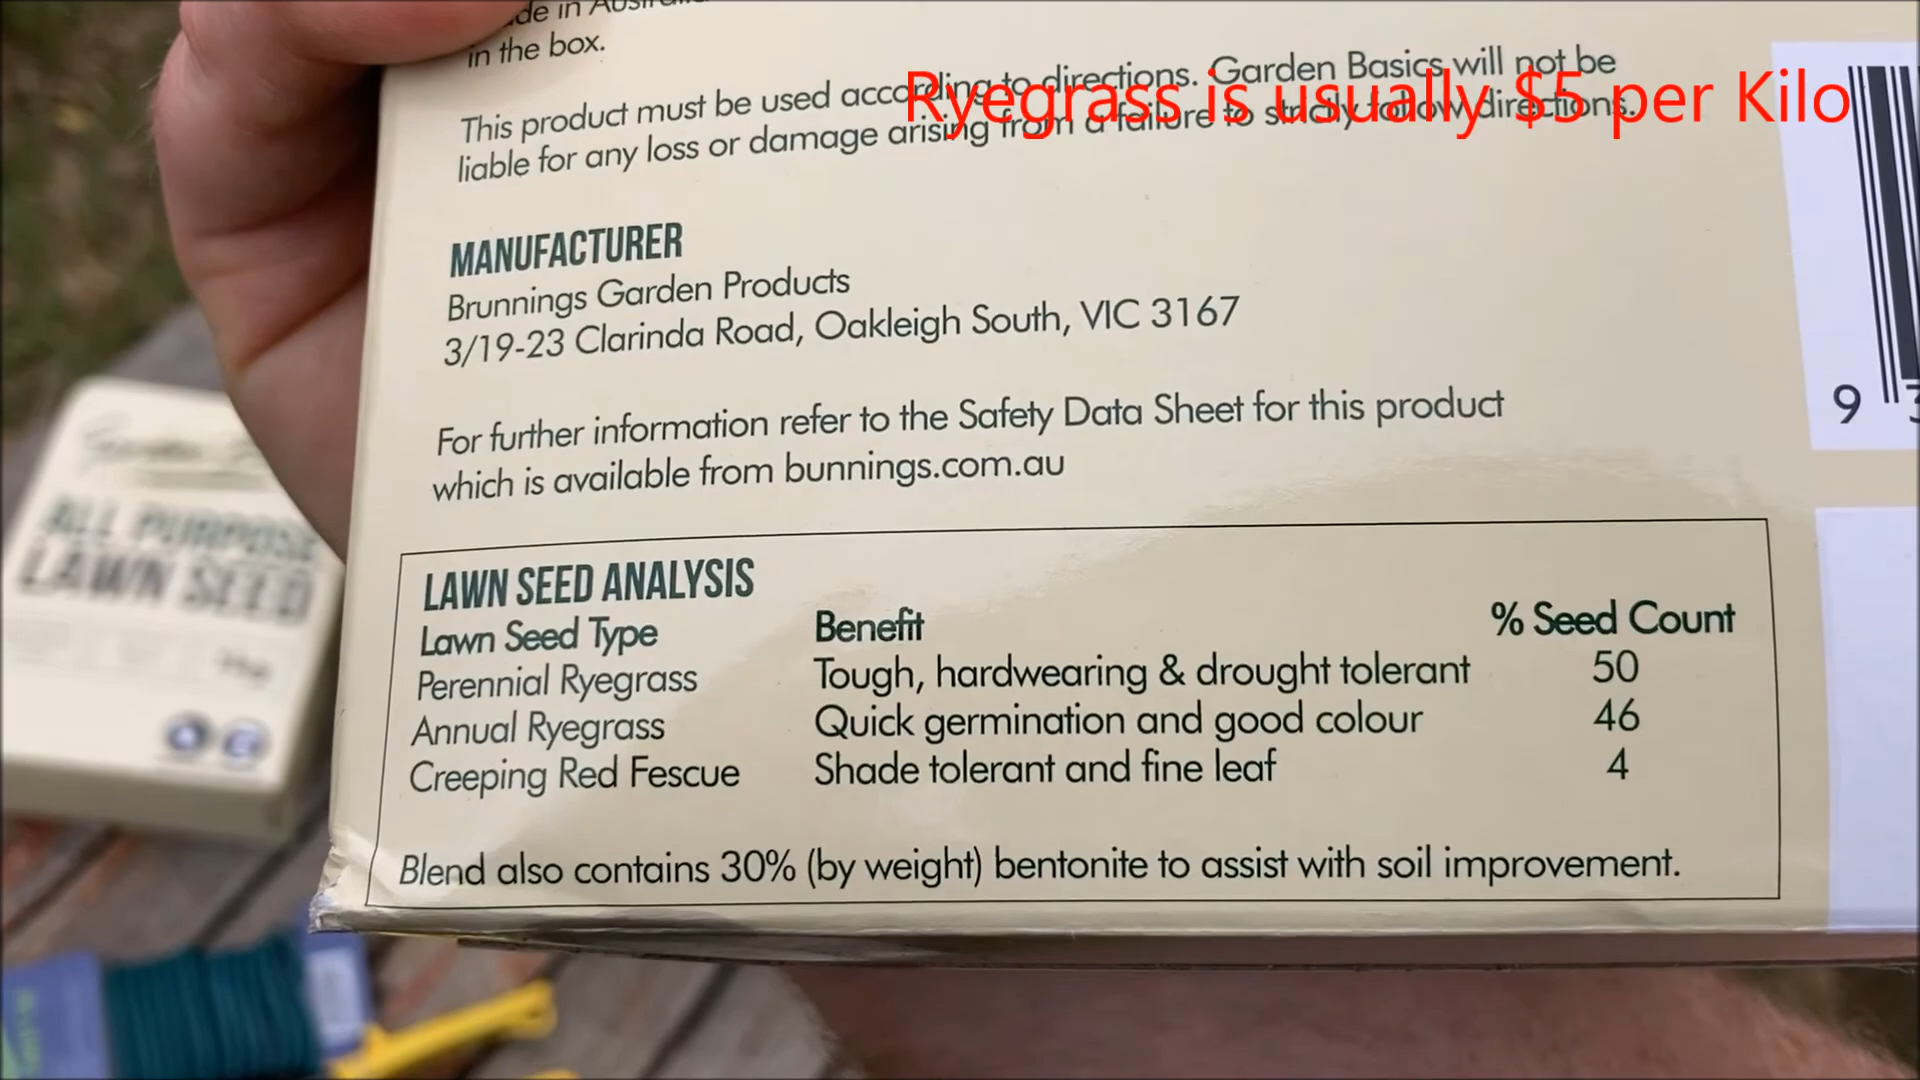 de in
in the box.
This product must be used according to directions. Garden Basics will not be
liable for any loss or damage arising from a failure to strictly follow directions.
Ryegrass is usually $5 per Kilo
MANUFACTURER
Brunnings Garden Products
3/19-23 Clarinda Road, Oakleigh South, VIC 3167
For further information refer to the Safety Data Sheet for this product
which is available from bunnings.com.au
9
LAWN SEED ANALYSIS
Lawn Seed Type Benefit % Seed Count
Perennial Ryegrass Tough, hardwearing & drought tolerant 50
Annual Ryegrass Quick germination and good colour 46
Creeping Red Fescue Shade tolerant and fine leaf 4
Blend also contains 30% (by weight) bentonite to assist with soil improvement.
ALL PURPOSE
LAWN SEED